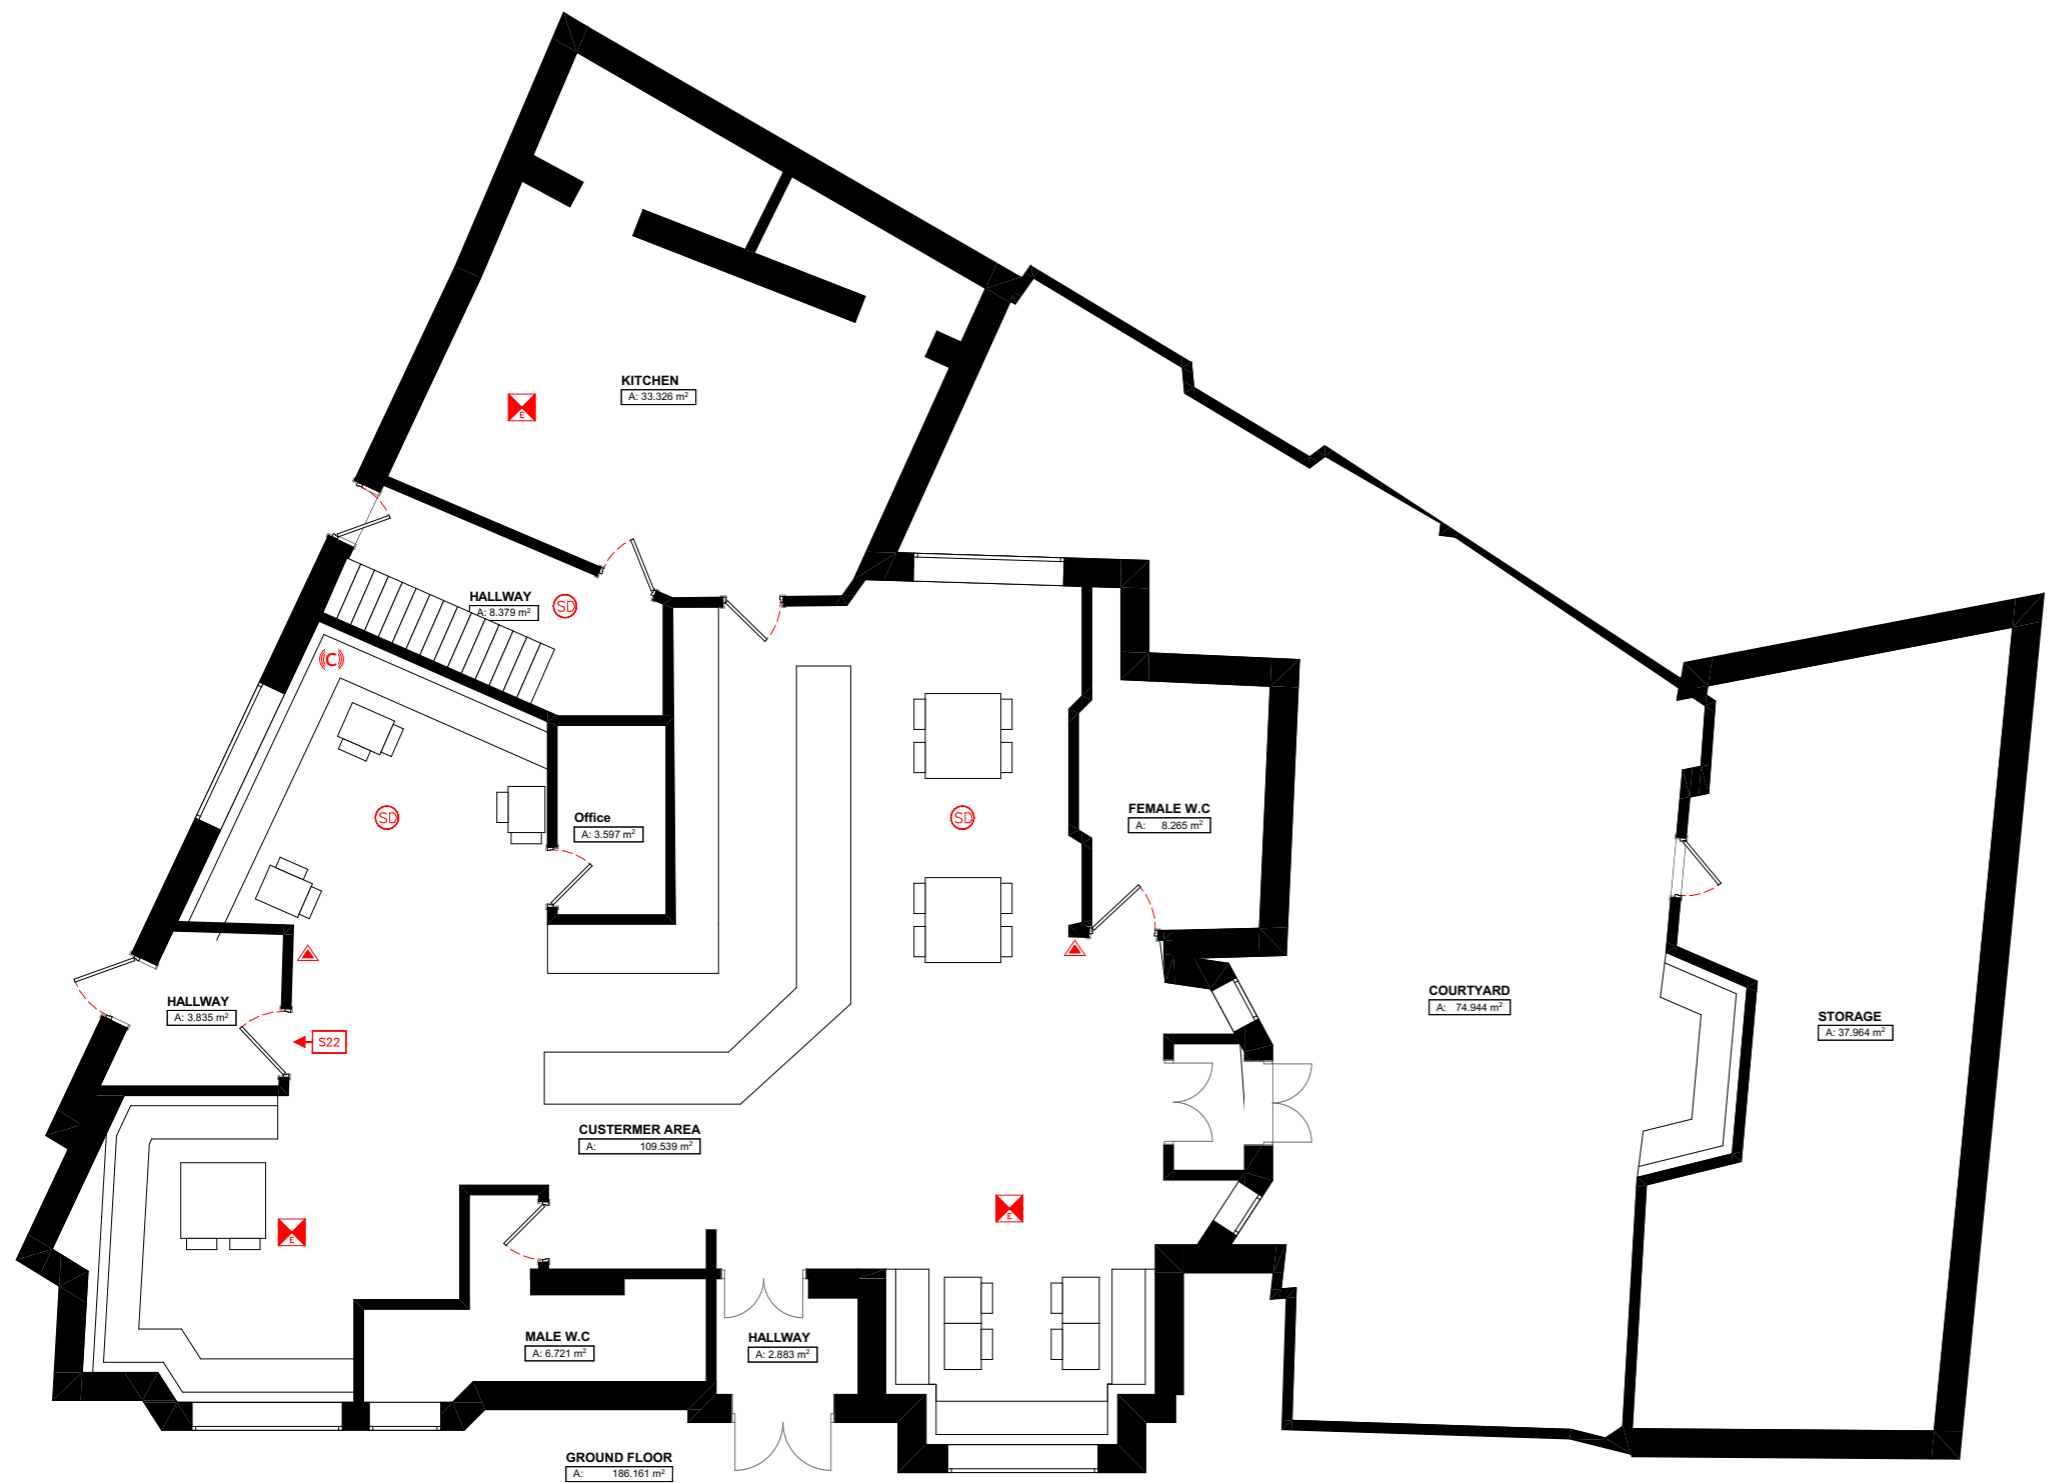 KITCHEN
A: 33.326 m²
E
HALLWAY
A: 8.379 m²
SD
(C)
SD
Office
A: 3.597 m²
SD
FEMALE W.C
A: 8.265 m²
HALLWAY
A: 3.835 m²
S22
COURTYARD
A: 74.944 m²
STORAGE
A: 37.964 m²
CUSTERMER AREA
A: 109.539 m²
E
E
MALE W.C
A: 6.721 m²
HALLWAY
A: 2.883 m²
GROUND FLOOR
A: 186.161 m²